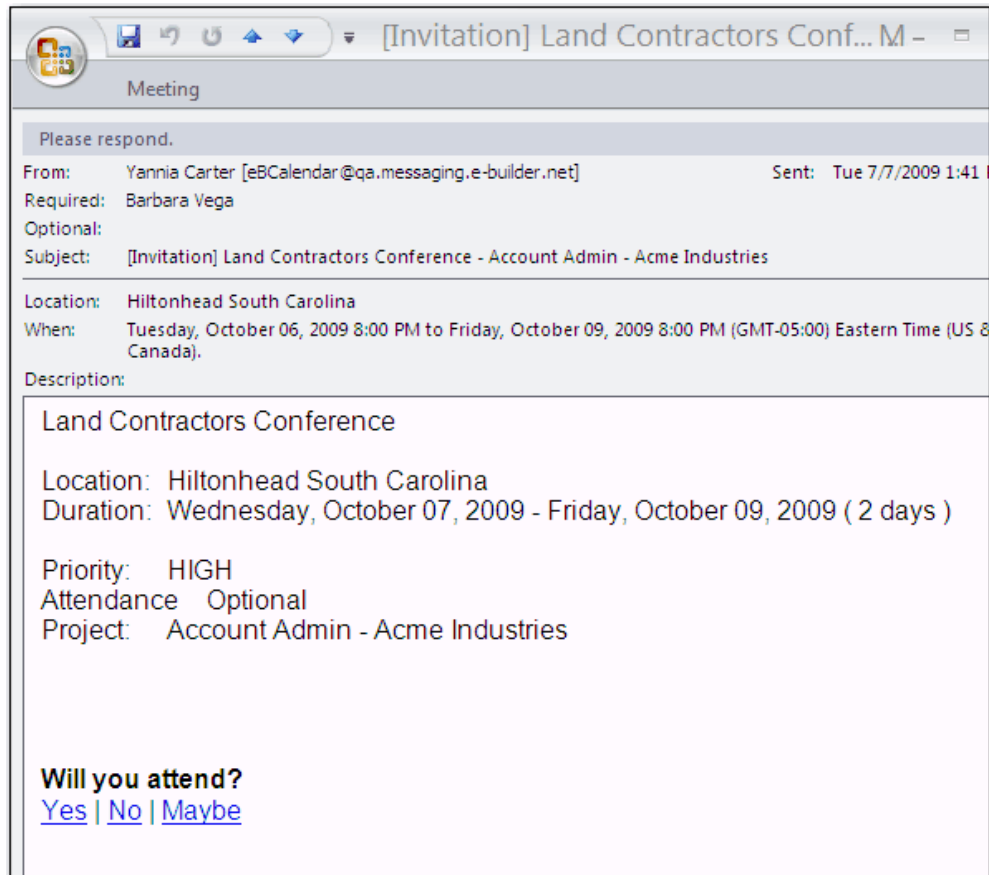 [Invitation] Land Contractors Conf... M
Meeting
Please respond.
From: Yannia Carter [eBCalendar@qa.messaging.e-builder.net] Sent: Tue 7/7/2009 1:41
Required: Barbara Vega
Optional:
Subject: [Invitation] Land Contractors Conference - Account Admin - Acme Industries
Location: Hiltonhead South Carolina
When: Tuesday, October 06, 2009 8:00 PM to Friday, October 09, 2009 8:00 PM (GMT-05:00) Eastern Time (US &
Canada).
Description:
Land Contractors Conference
Location: Hiltonhead South Carolina
Duration: Wednesday, October 07, 2009 - Friday, October 09, 2009 ( 2 days )
Priority: HIGH
Attendance Optional
Project: Account Admin - Acme Industries
Will you attend?
Yes | No | Maybe